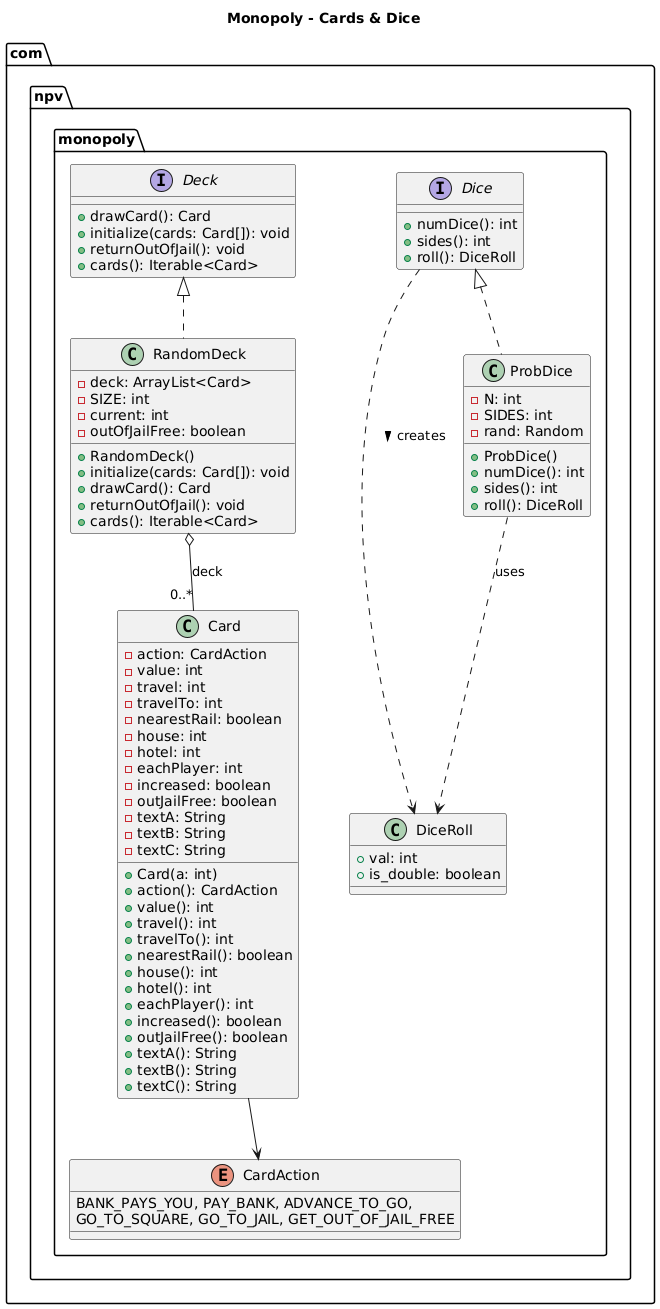 Monopoly - Cards & Dice
com
npv
monopoly
I Deck
drawCard(): Card
initialize(cards: Card[]): void
returnOutOfJail(): void
cards(): Iterable<Card>
I Dice
numDice(): int
sides(): int
roll(): DiceRoll
C RandomDeck
deck: ArrayList<Card>
SIZE: int
current: int
outOfJailFree: boolean
RandomDeck()
initialize(cards: Card[]): void
drawCard(): Card
returnOutOfJail(): void
cards(): Iterable<Card>
C ProbDice
N: int
SIDES: int
rand: Random
ProbDice()
numDice(): int
sides(): int
roll(): DiceRoll
creates
deck
0..*
uses
C Card
action: CardAction
value: int
travel: int
travelTo: int
nearestRail: boolean
house: int
hotel: int
eachPlayer: int
increased: boolean
outJailFree: boolean
textA: String
textB: String
textC: String
Card(a: int)
action(): CardAction
value(): int
travel(): int
travelTo(): int
nearestRail(): boolean
house(): int
hotel(): int
eachPlayer(): int
increased(): boolean
outJailFree(): boolean
textA(): String
textB(): String
textC(): String
C DiceRoll
val: int
is_double: boolean
E CardAction
BANK_PAYS_YOU, PAY_BANK, ADVANCE_TO_GO,
GO_TO_SQUARE, GO_TO_JAIL, GET_OUT_OF_JAIL_FREE